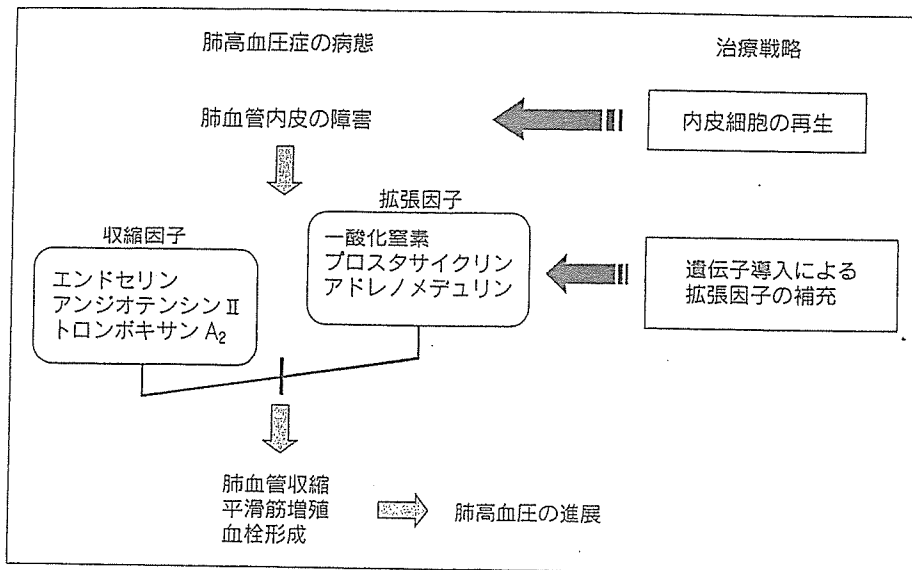 肺高血圧症の病態
治療戦略
肺血管内皮の障害
内皮細胞の再生
収縮因子
エンドセリン
アンジオテンシンⅡ
トロンボキサンA₂
拡張因子
一酸化窒素
プロスタサイクリン
アドレノメデュリン
遺伝子導入による
拡張因子の補充
肺血管収縮
平滑筋増殖
血栓形成
肺高血圧の進展